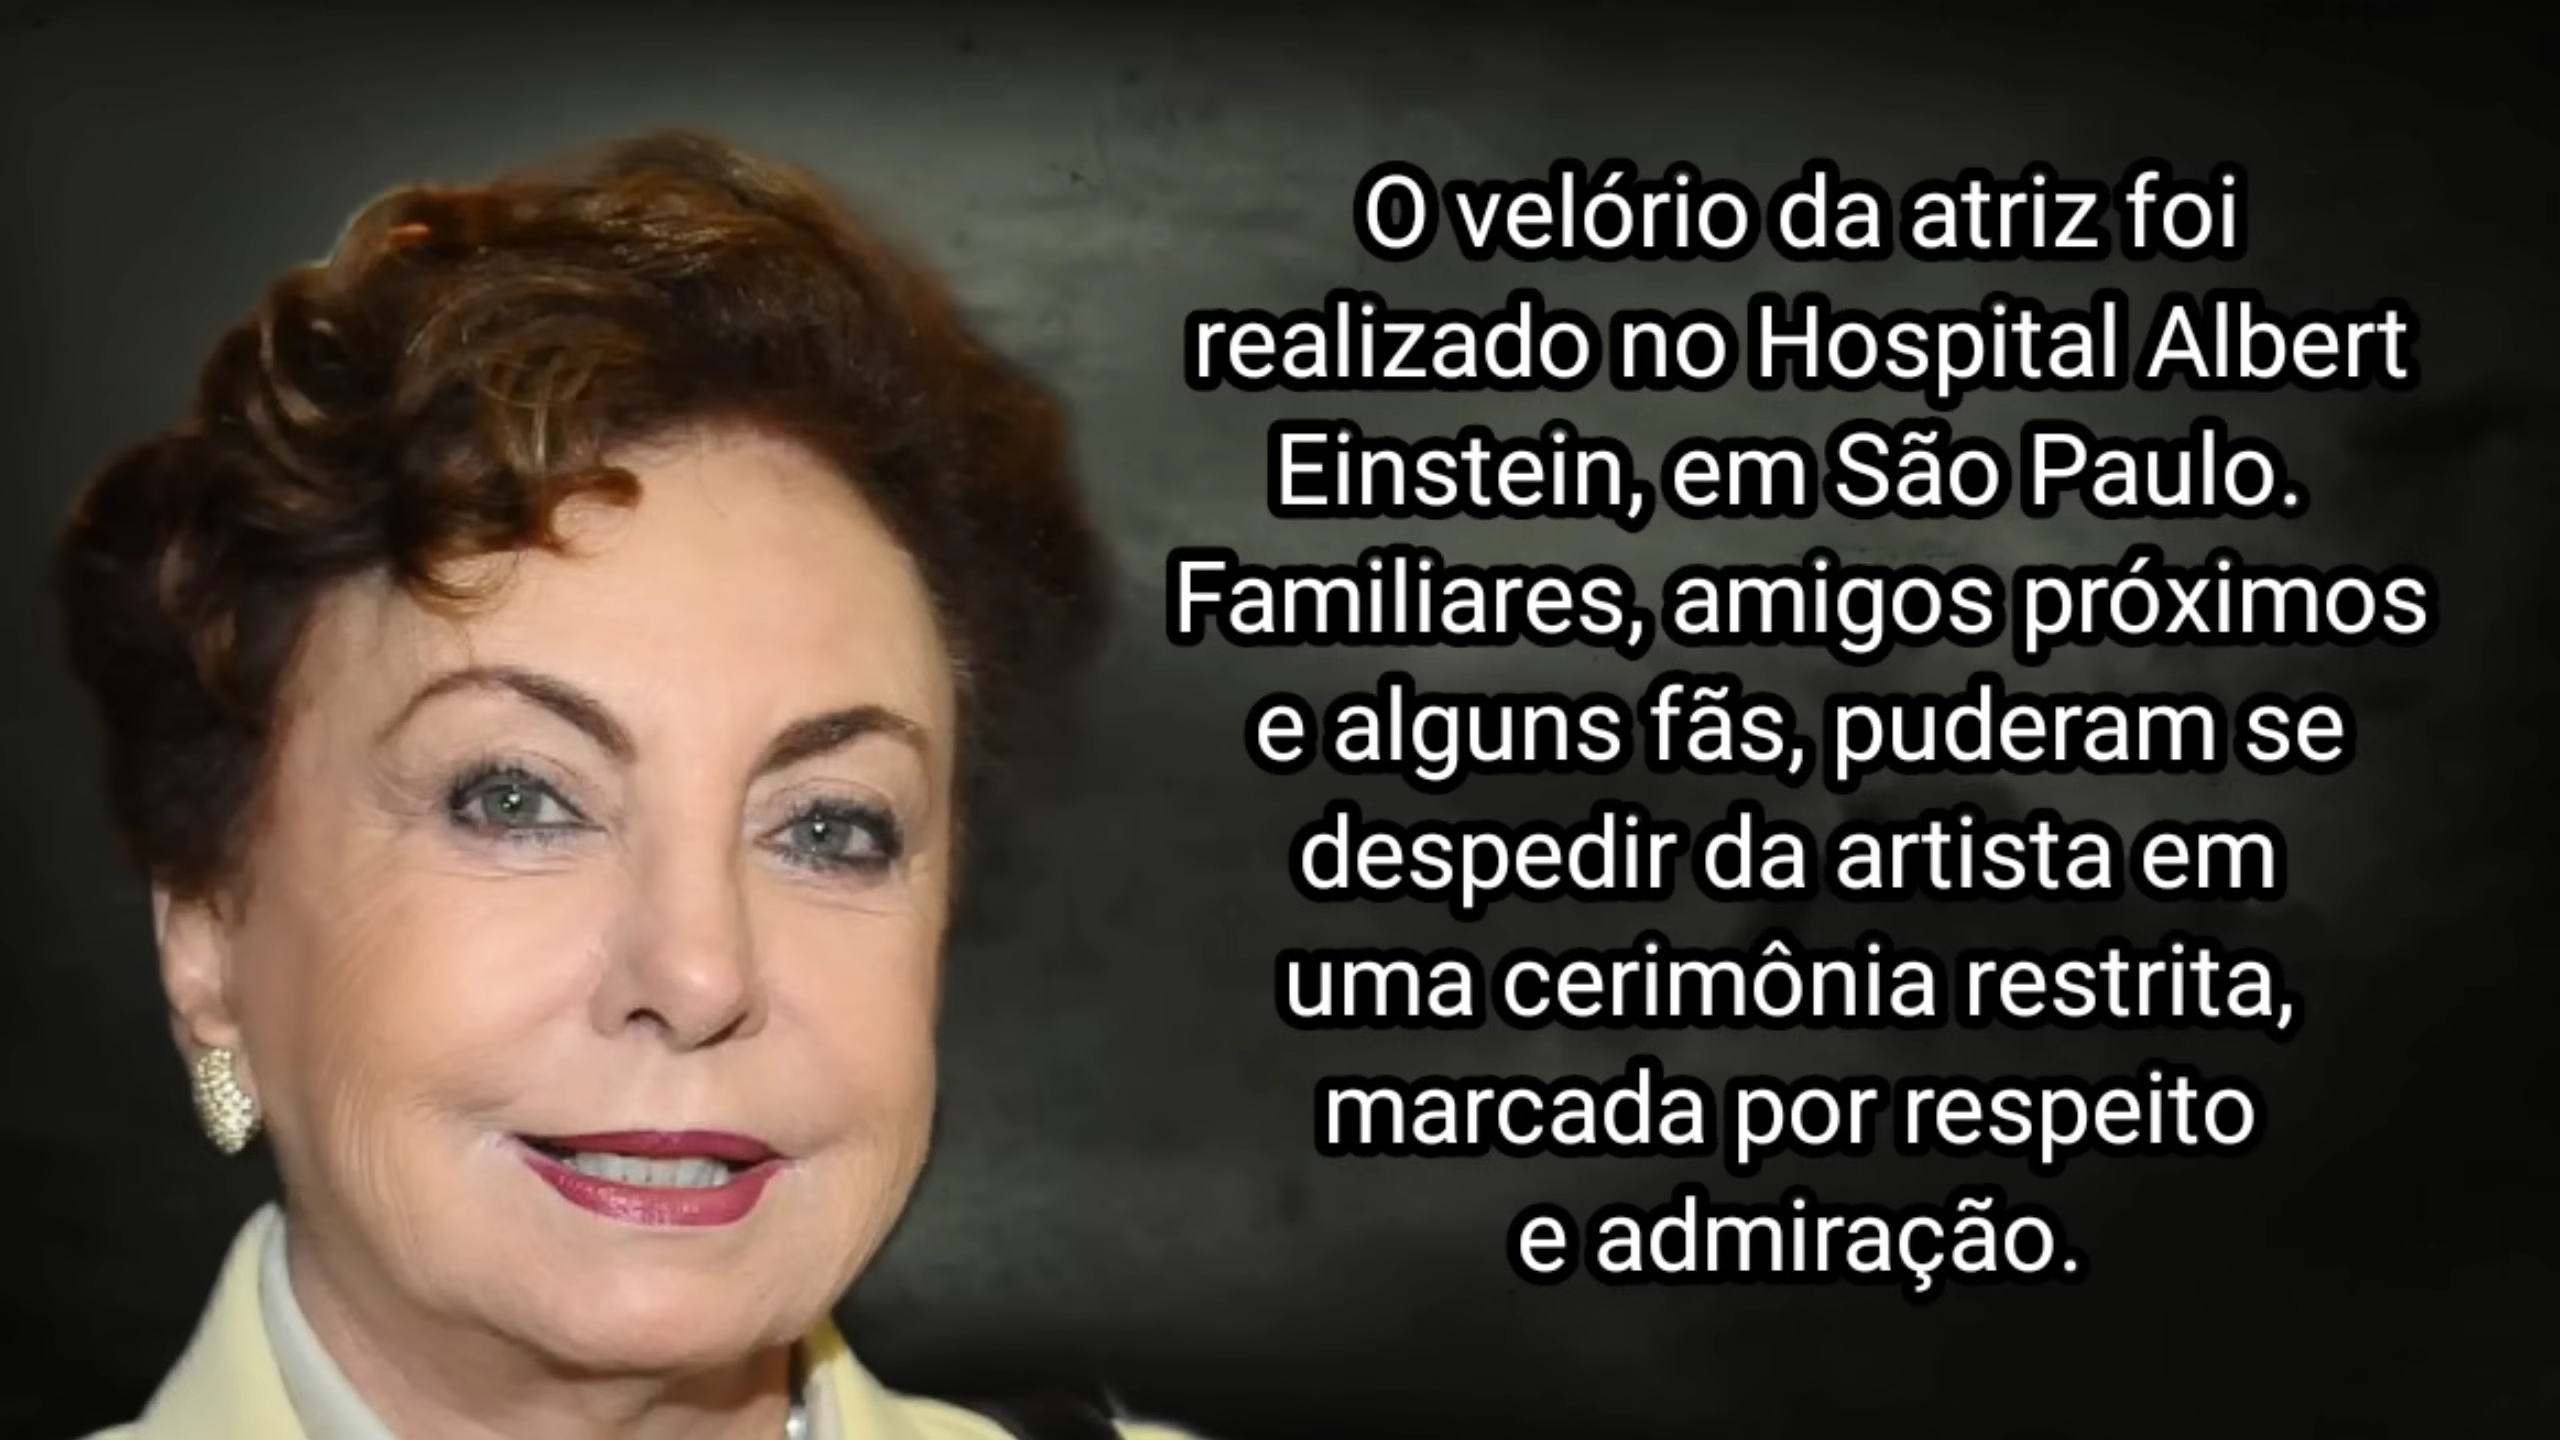 O velório da atriz foi
realizado no Hospital Albert
Einstein, em São Paulo.
Familiares, amigos próximos
e alguns fãs, puderam se
despedir da artista em
uma cerimônia restrita,
marcada por respeito
e admiração.